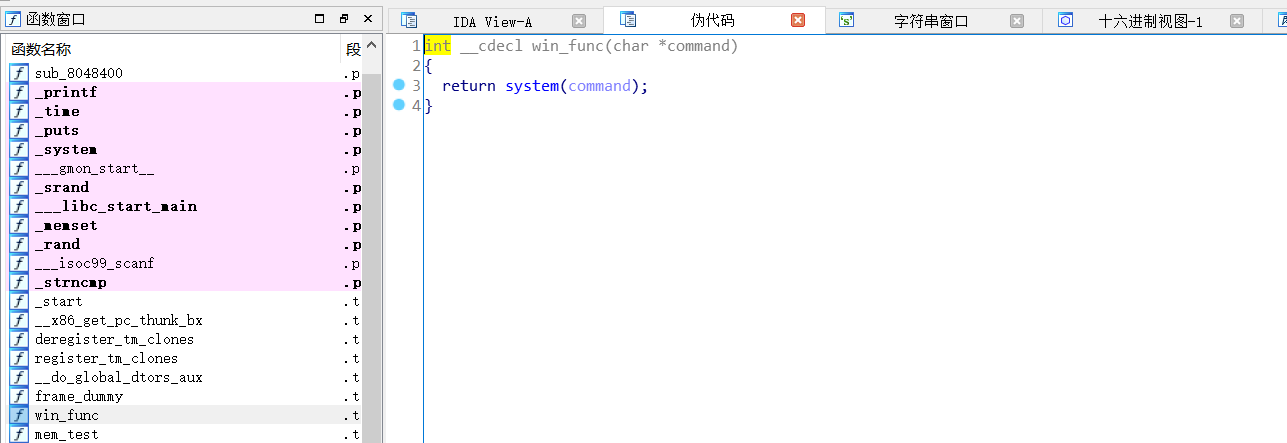 函数窗口
函数名称 段
sub_8048400 .p
_printf .p
_time .p
_puts .p
_system .p
___gmon_start__ .p
_srand .p
___libc_start_main .p
_memset .p
_rand .p
___isoc99_scanf .p
_strncmp .p
_start .t
__x86_get_pc_thunk_bx .t
deregister_tm_clones .t
register_tm_clones .t
__do_global_dtors_aux .t
frame_dummy .t
win_func .t
mem_test .t
IDA View-A 伪代码 字符串窗口 十六进制视图-1
1 int __cdecl win_func(char *command)
2 {
3 return system(command);
4 }